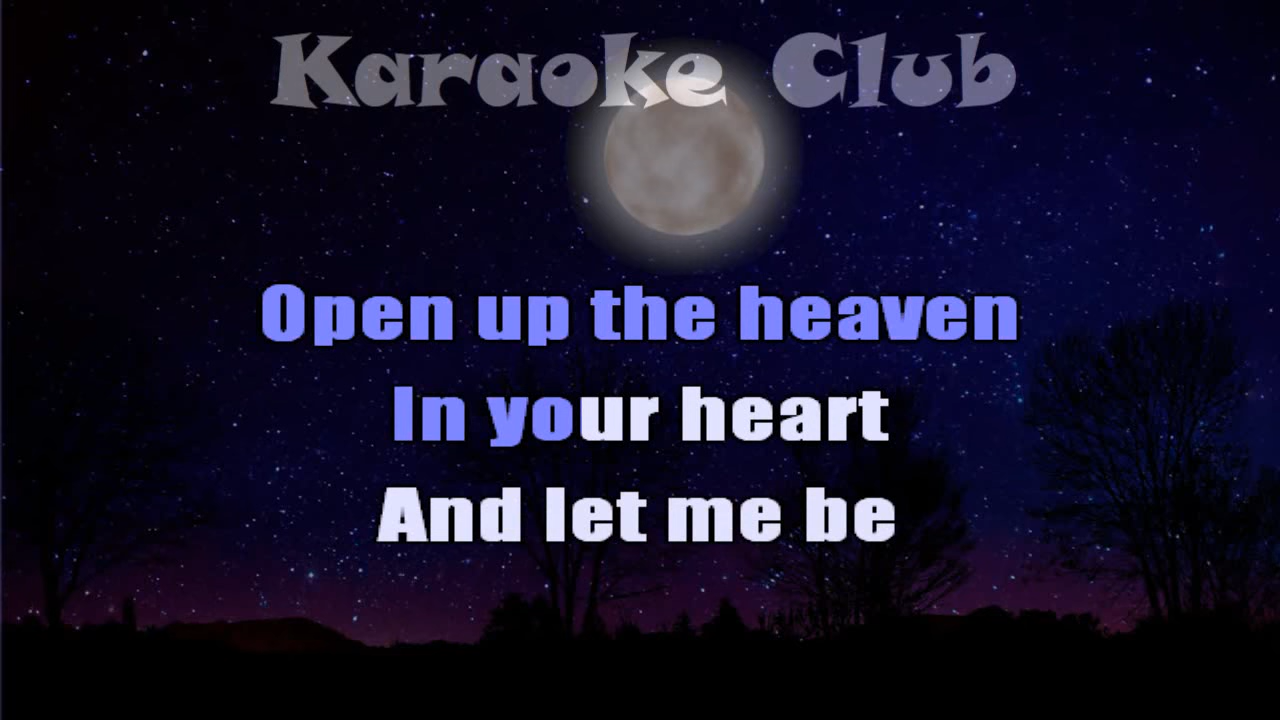 Karaoke Club
Open up the heaven
In your heart
And let me be